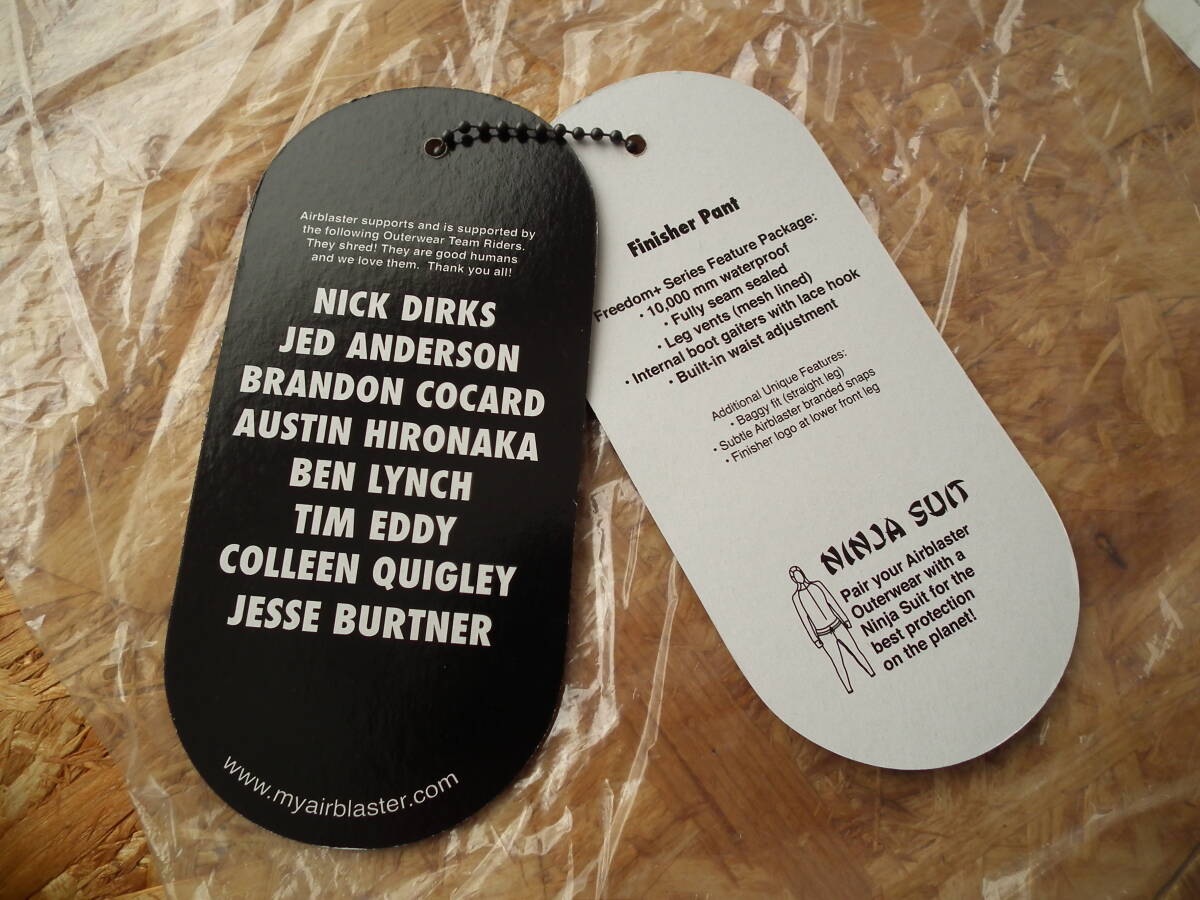 Airblaster supports and is supported by
the following Outerwear Team Riders.
They shred! They are good humans
and we love them. Thank you all!
NICK DIRKS
JED ANDERSON
BRANDON COCARD
AUSTIN HIRONAKA
BEN LYNCH
TIM EDDY
COLLEEN QUIGLEY
JESSE BURTNER
www.myairblaster.com
Finisher Pant
Freedom+ Series Feature Package:
• 10,000 mm waterproof
• Fully seam sealed
• Leg vents (mesh lined)
• Internal boot gaiters with lace hook
• Built-in waist adjustment
Additional Unique Features:
• Baggy fit (straight leg)
• Subtle Airblaster branded snaps
• Finisher logo at lower front leg
NINJA SUIT
Pair your Airblaster
Outerwear with a
Ninja Suit for the
best protection
on the planet!